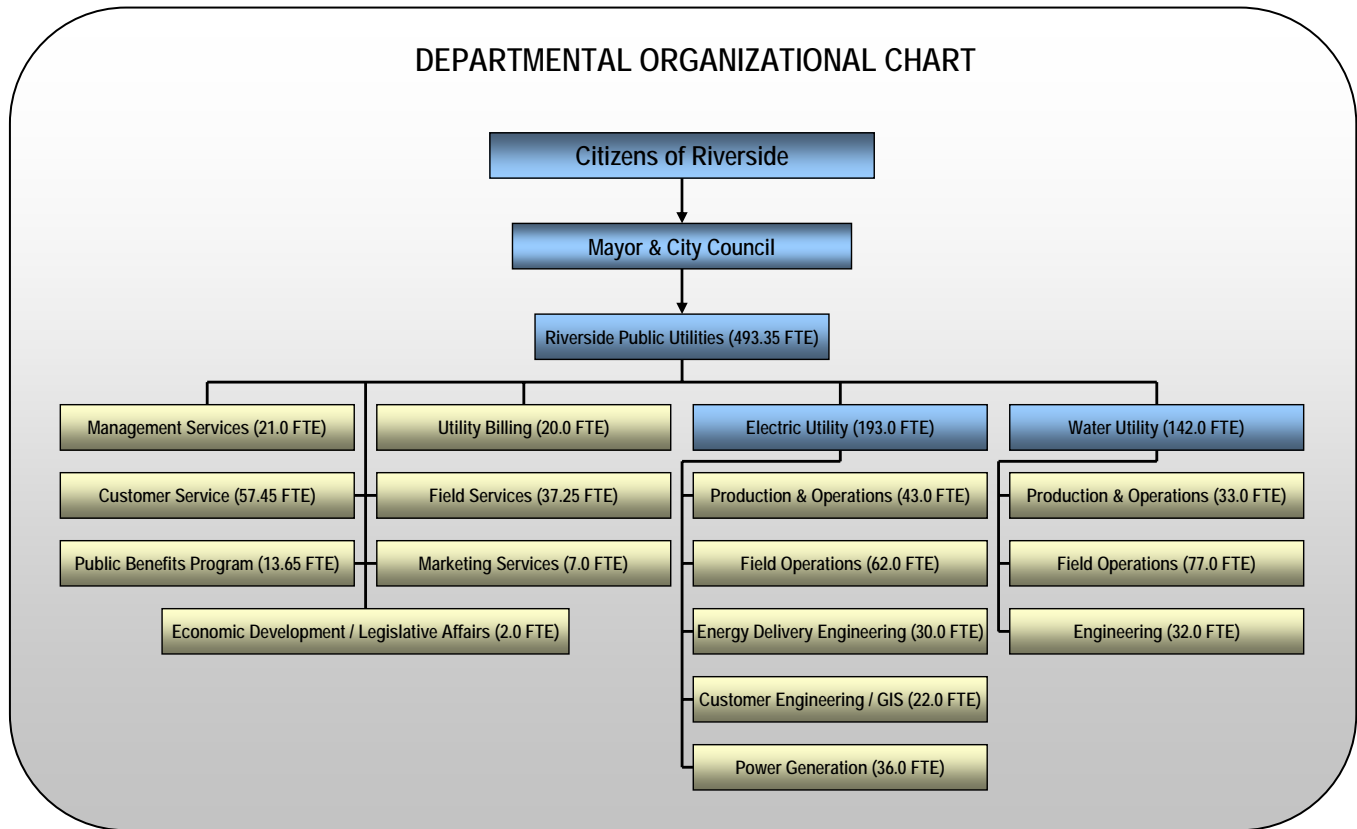 DEPARTMENTAL ORGANIZATIONAL CHART
Citizens of Riverside
Mayor & City Council
Riverside Public Utilities (493.35 FTE)
Management Services (21.0 FTE)
Utility Billing (20.0 FTE)
Electric Utility (193.0 FTE)
Water Utility (142.0 FTE)
Customer Service (57.45 FTE)
Field Services (37.25 FTE)
Production & Operations (43.0 FTE)
Production & Operations (33.0 FTE)
Public Benefits Program (13.65 FTE)
Marketing Services (7.0 FTE)
Field Operations (62.0 FTE)
Field Operations (77.0 FTE)
Economic Development / Legislative Affairs (2.0 FTE)
Energy Delivery Engineering (30.0 FTE)
Engineering (32.0 FTE)
Customer Engineering / GIS (22.0 FTE)
Power Generation (36.0 FTE)